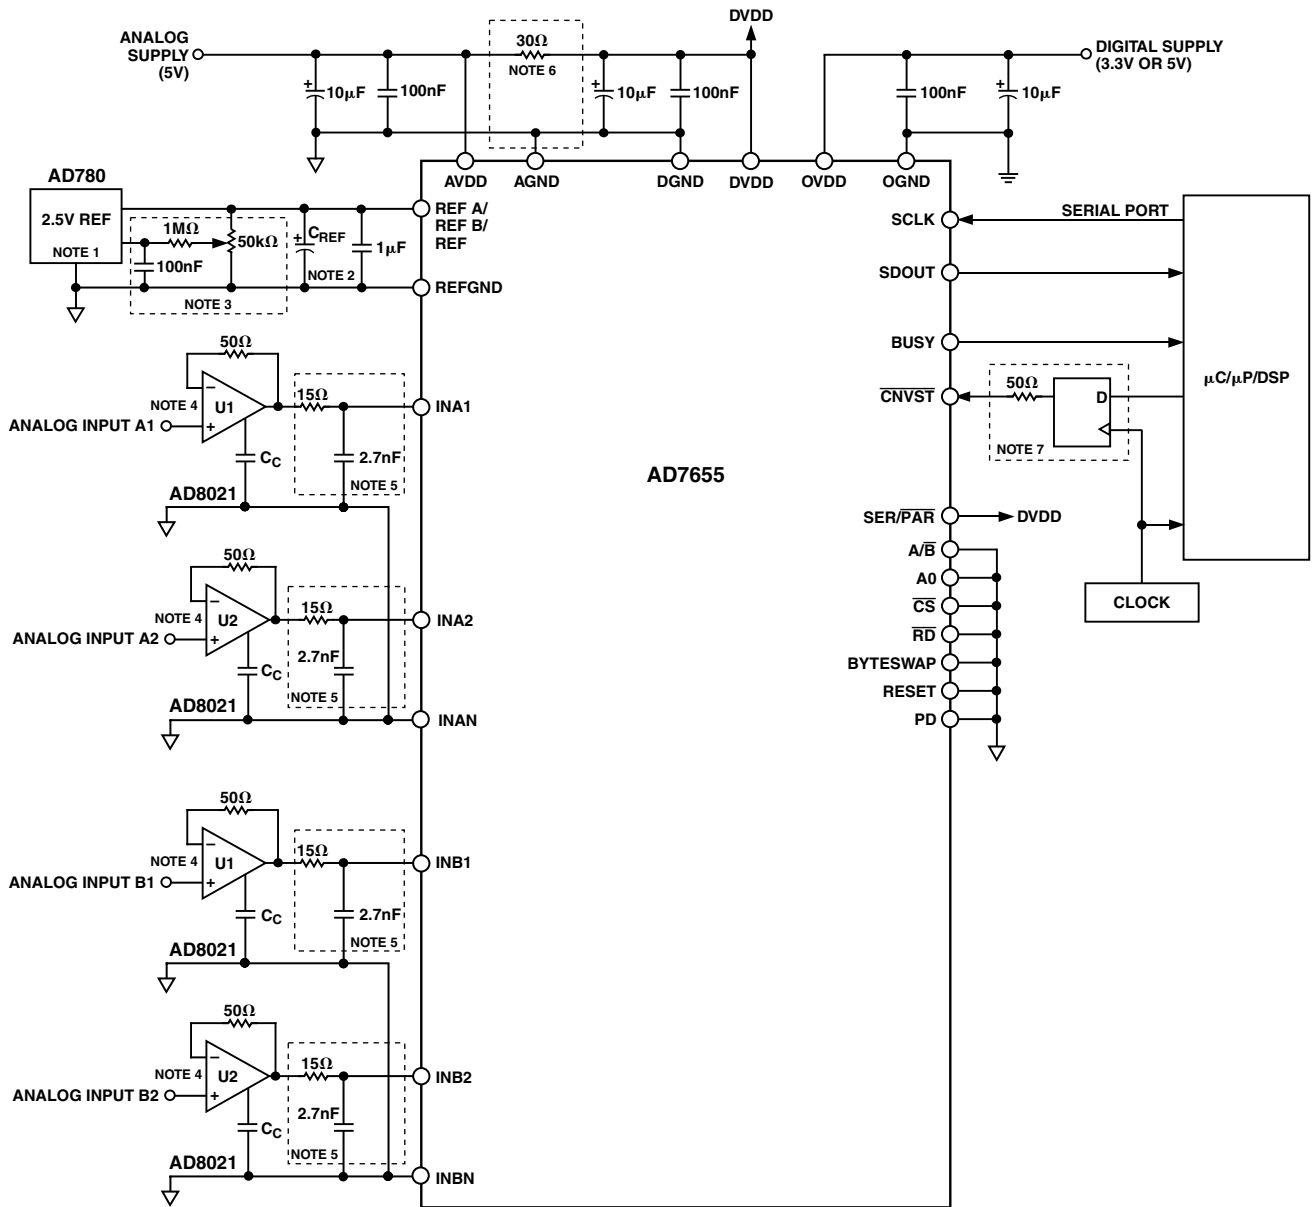 ANALOG
SUPPLY
(5V)
30Ω
NOTE 6
DVDD
DIGITAL SUPPLY
(3.3V OR 5V)
+
10μF
100nF
+
10μF
100nF
100nF
+
10μF
AVDD
AGND
DGND
DVDD
OVDD
OGND
AD780
2.5V REF
NOTE 1
1MΩ
50kΩ
100nF
NOTE 3
+
CREF
NOTE 2
1μF
REF A/
REF B/
REF
REFGND
SCLK
SERIAL PORT
SDOUT
BUSY
CNVST
50Ω
D
NOTE 7
μC/μP/DSP
AD7655
SER/PAR
DVDD
A/B
A0
CS
RD
BYTESWAP
RESET
PD
CLOCK
50Ω
−
U1
+
NOTE 4
ANALOG INPUT A1
15Ω
INA1
CC
2.7nF
NOTE 5
AD8021
50Ω
−
U2
+
NOTE 4
ANALOG INPUT A2
15Ω
INA2
CC
2.7nF
NOTE 5
AD8021
INAN
50Ω
−
U1
+
NOTE 4
ANALOG INPUT B1
15Ω
INB1
CC
2.7nF
NOTE 5
AD8021
50Ω
−
U2
+
NOTE 4
ANALOG INPUT B2
15Ω
INB2
CC
2.7nF
NOTE 5
AD8021
INBN